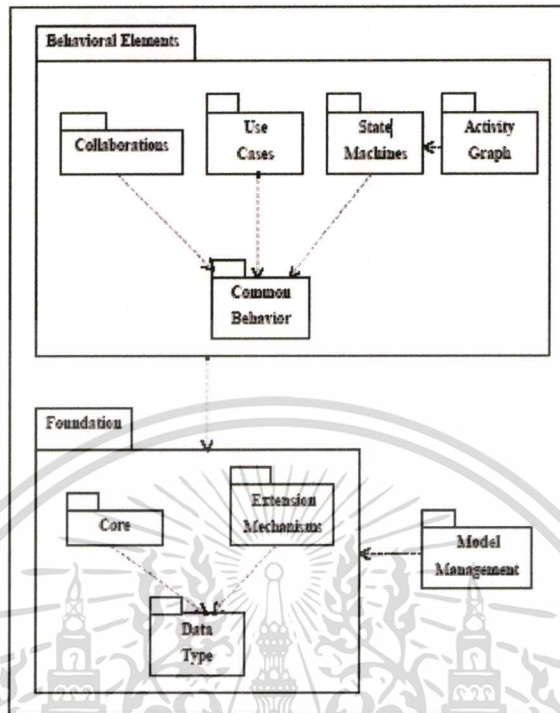 Behavioral Elements
Collaborations
Use
Cases
State
Machines
Activity
Graph
Common
Behavior
Foundation
Core
Extension
Mechanisms
Model
Management
Data
Type